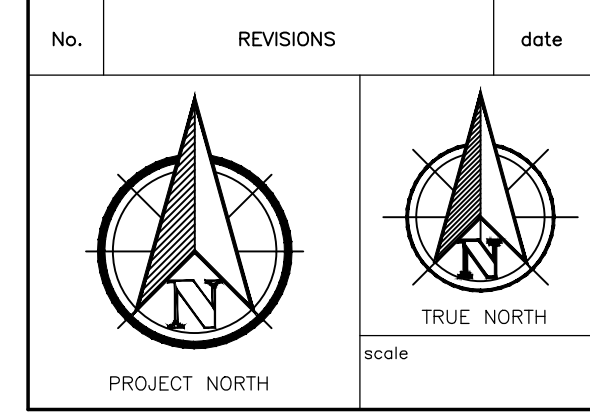 No. REVISIONS date
N
N
TRUE NORTH
scale
PROJECT NORTH